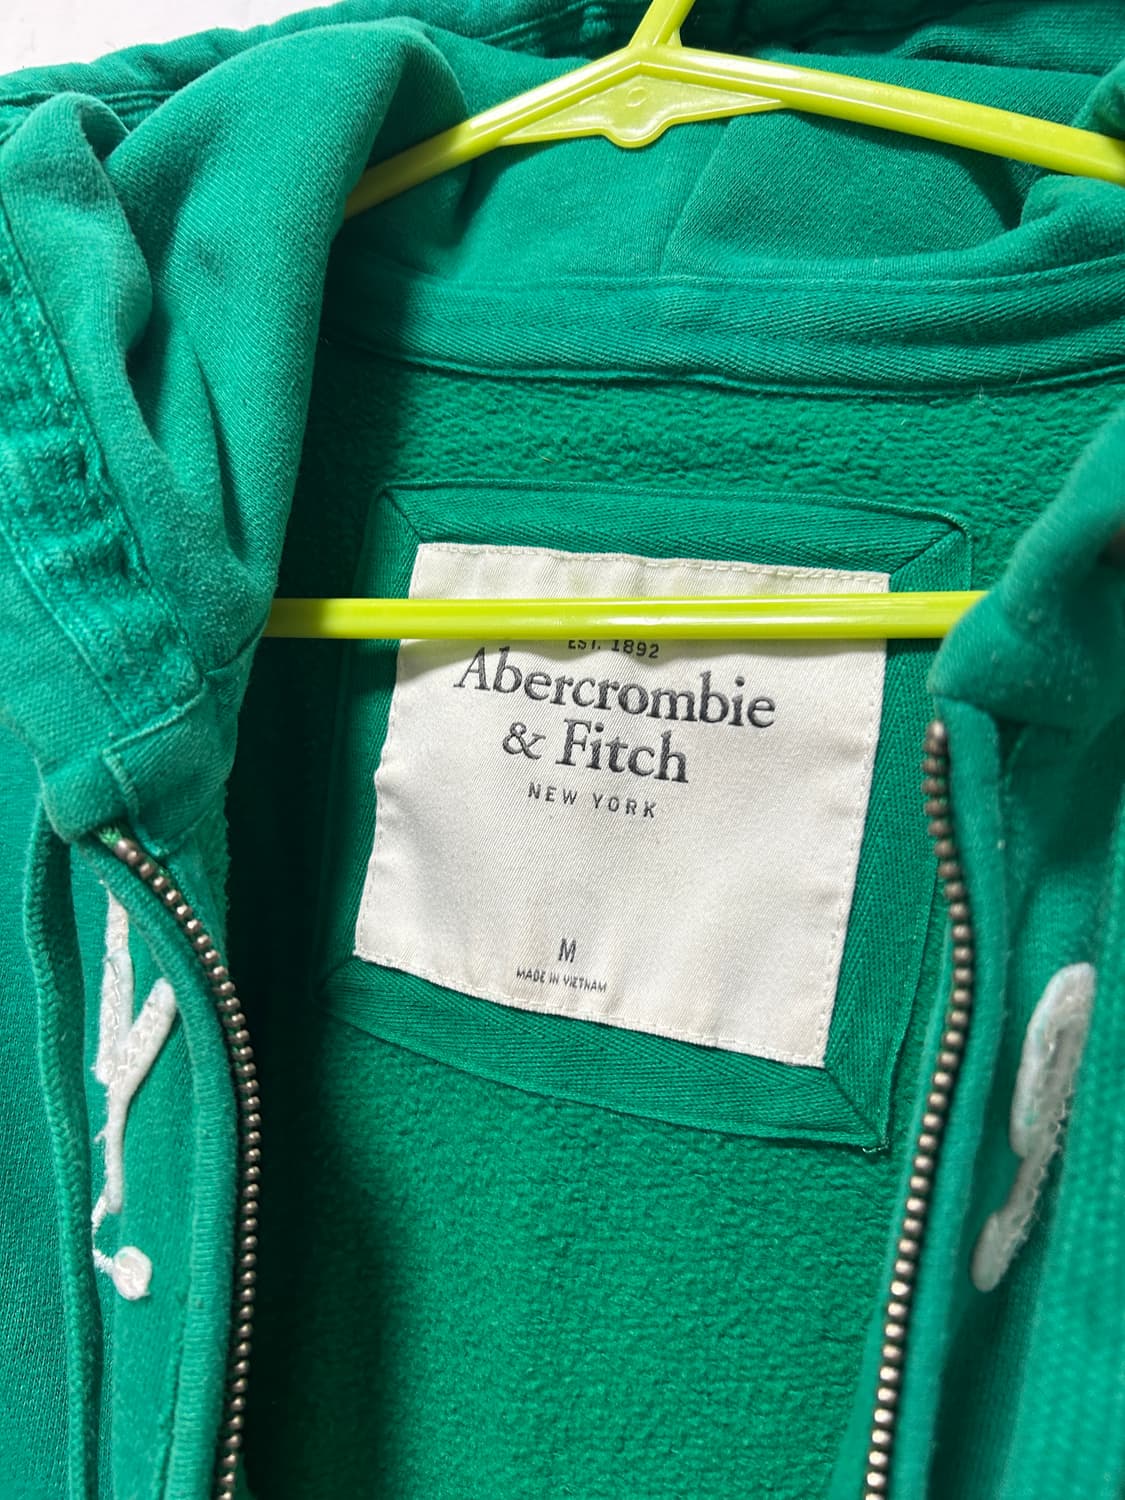 EST. 1892
Abercrombie
& Fitch
NEW YORK
M
MADE IN VIETNAM